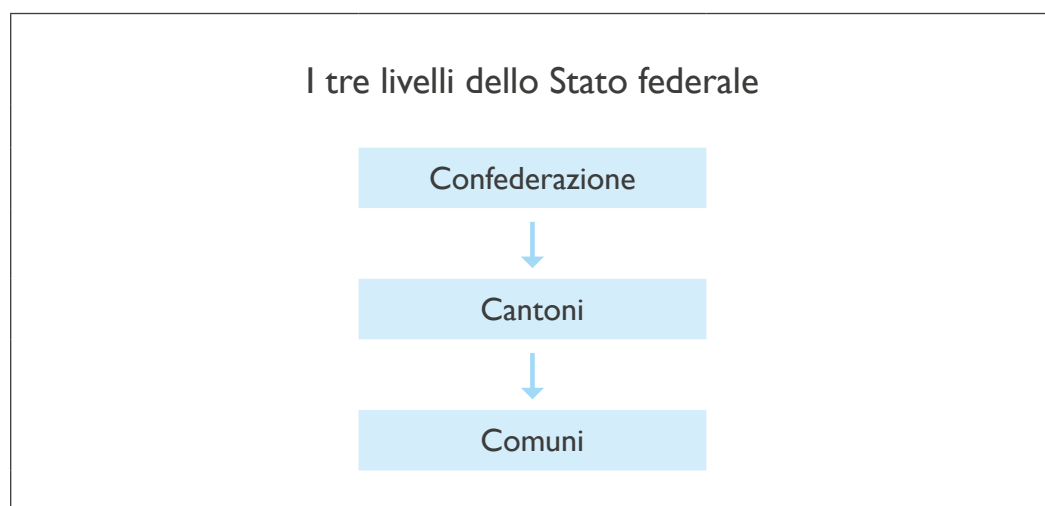 I tre livelli dello Stato federale
Confederazione
Cantoni
Comuni